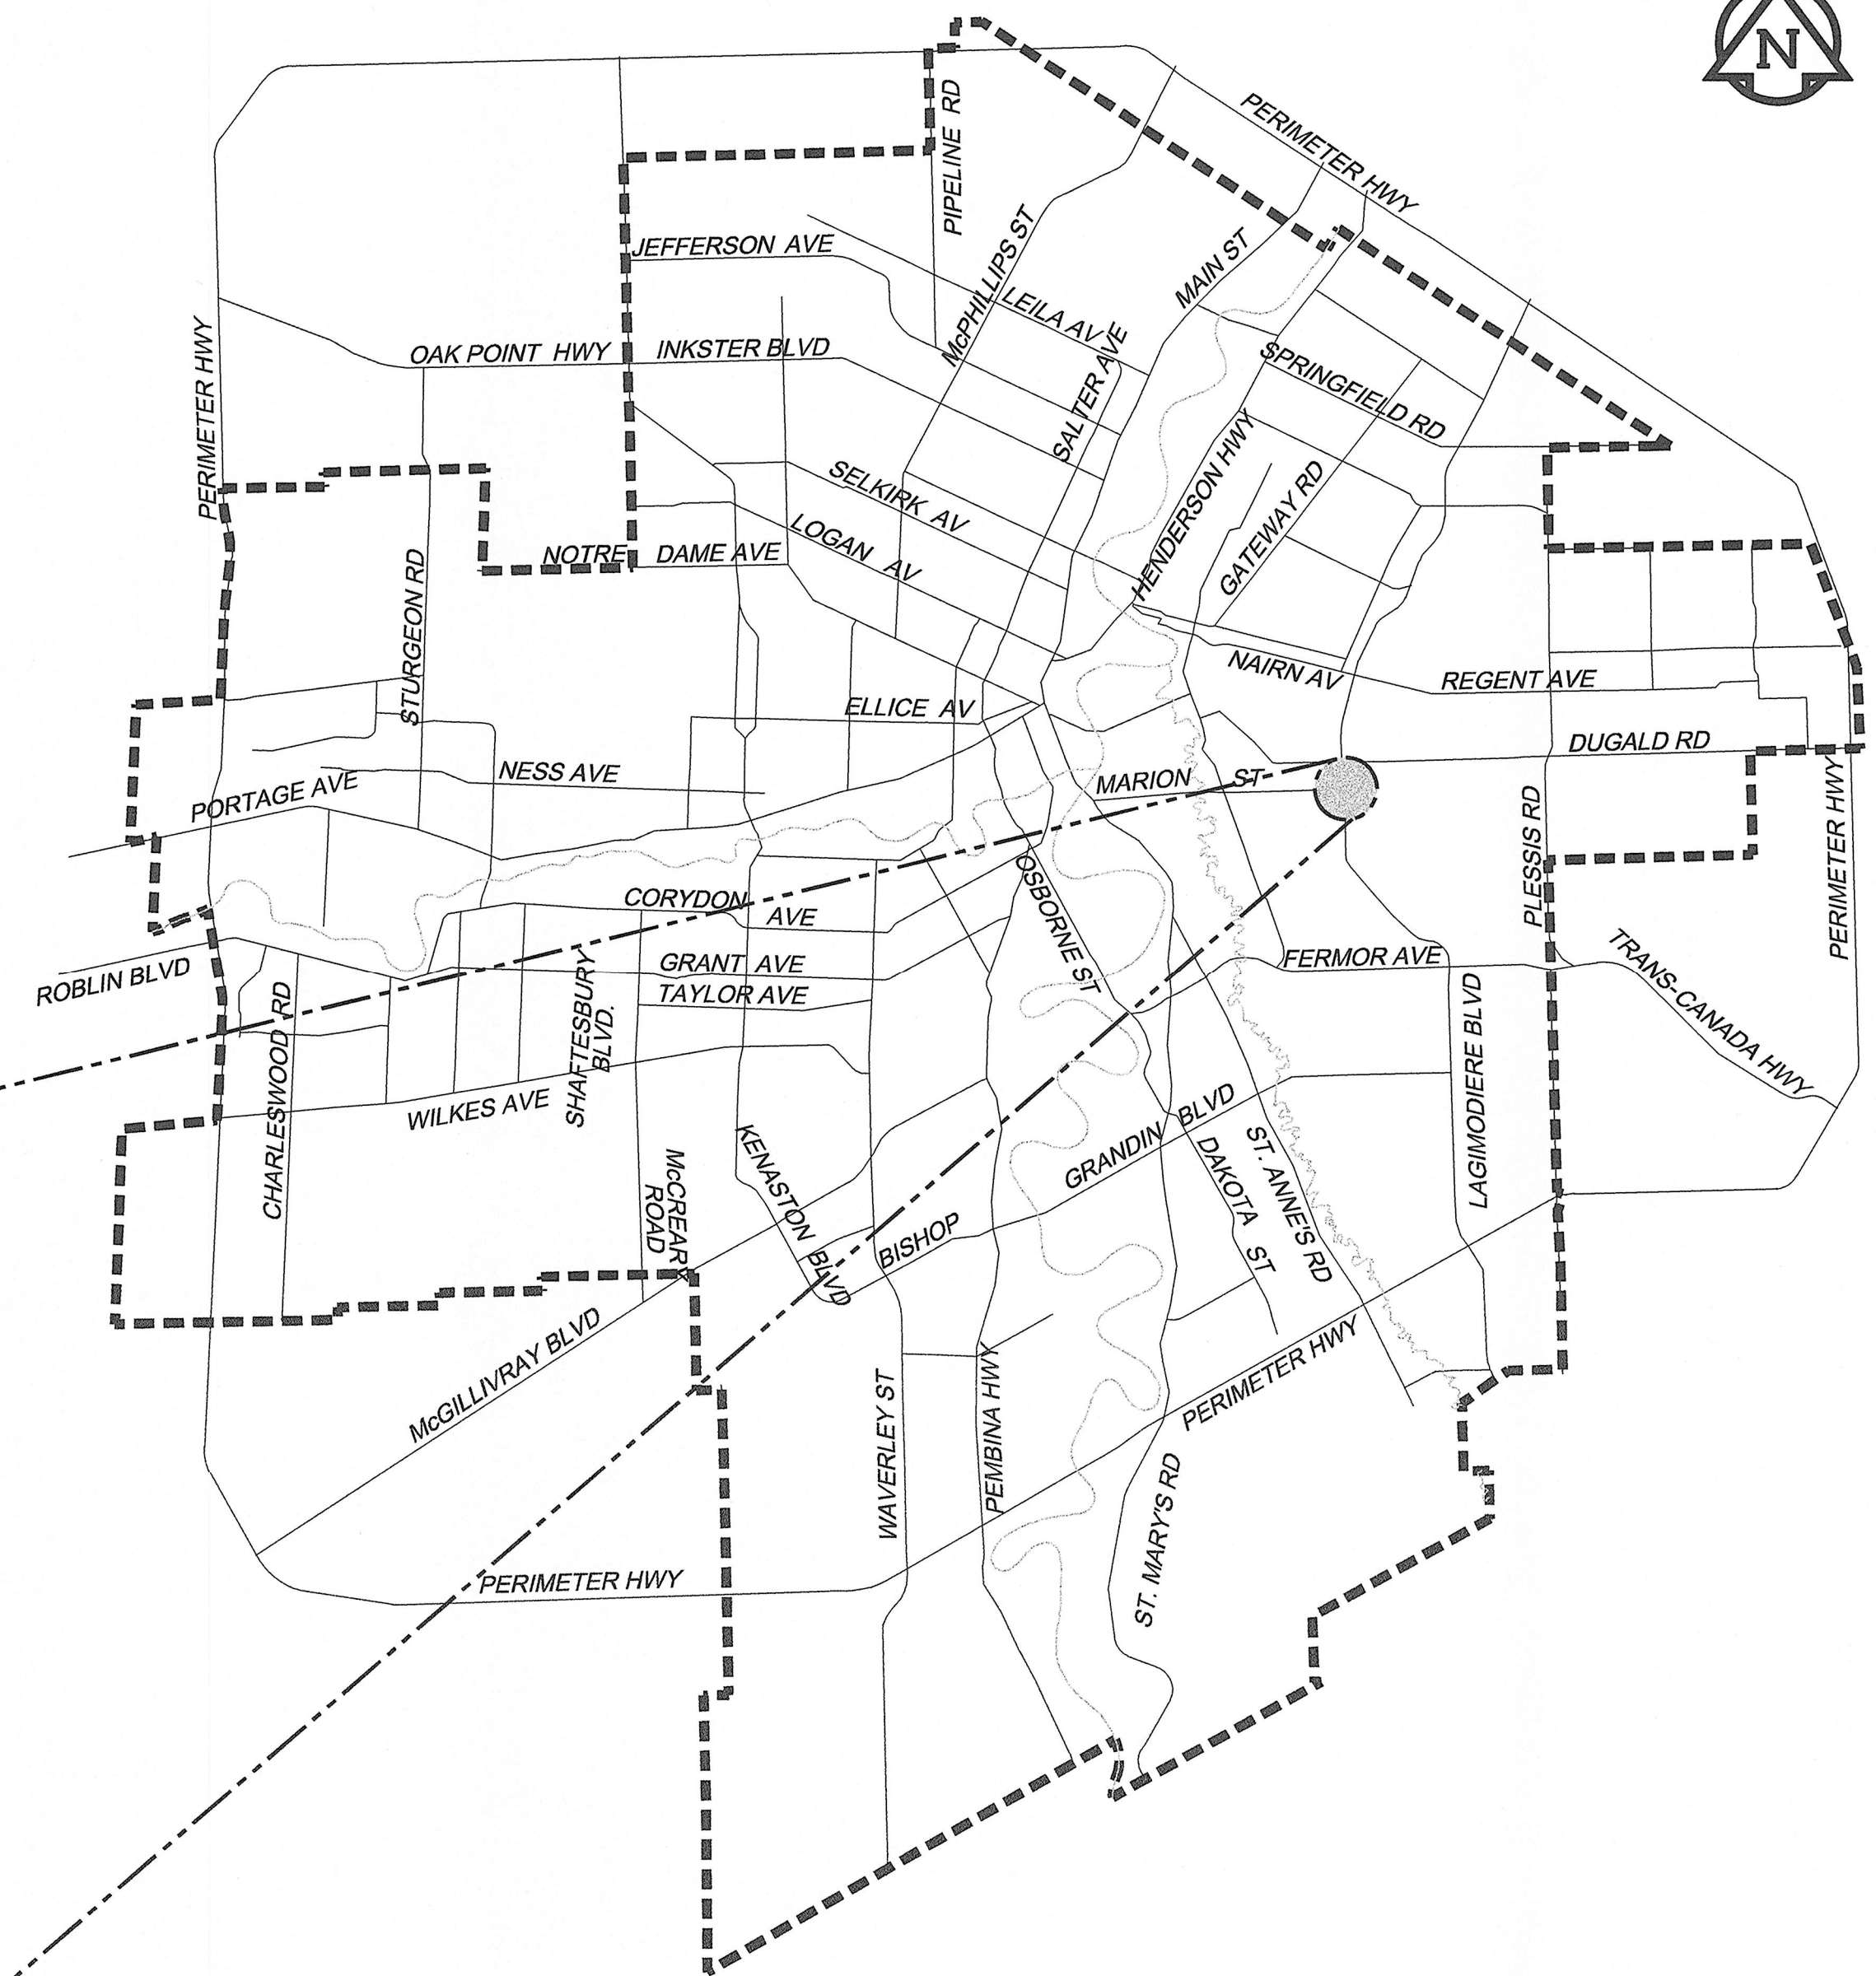 N
PERIMETER HWY
PIPELINE RD
JEFFERSON AVE
McPHILLIPS ST
MAIN ST
LEILA AV
SALTER AVE
PERIMETER HWY
OAK POINT HWY
INKSTER BLVD
SPRINGFIELD RD
HENDERSON HWY
GATEWAY RD
SELKIRK AV
LOGAN AV
NOTRE DAME AVE
STURGEON RD
NAIRN AV
REGENT AVE
ELLICE AV
DUGALD RD
NESS AVE
PORTAGE AVE
MARION ST
PLESSIS RD
PERIMETER HWY
CORYDON AVE
OSBORNE ST
ROBLIN BLVD
GRANT AVE
TAYLOR AVE
FERMOR AVE
TRANS-CANADA HWY
CHARLESWOOD RD
SHAFTESBURY
BLVD.
WILKES AVE
LAGIMODIERE BLVD
McCREAR
ROAD
KENASTON BLVD
BISHOP GRANDIN BLVD
DAKOTA ST
ST. ANNE'S RD
McGILLIVRAY BLVD
WAVERLEY ST
PEMBINA HWY
PERIMETER HWY
ST. MARY'S RD
PERIMETER HWY